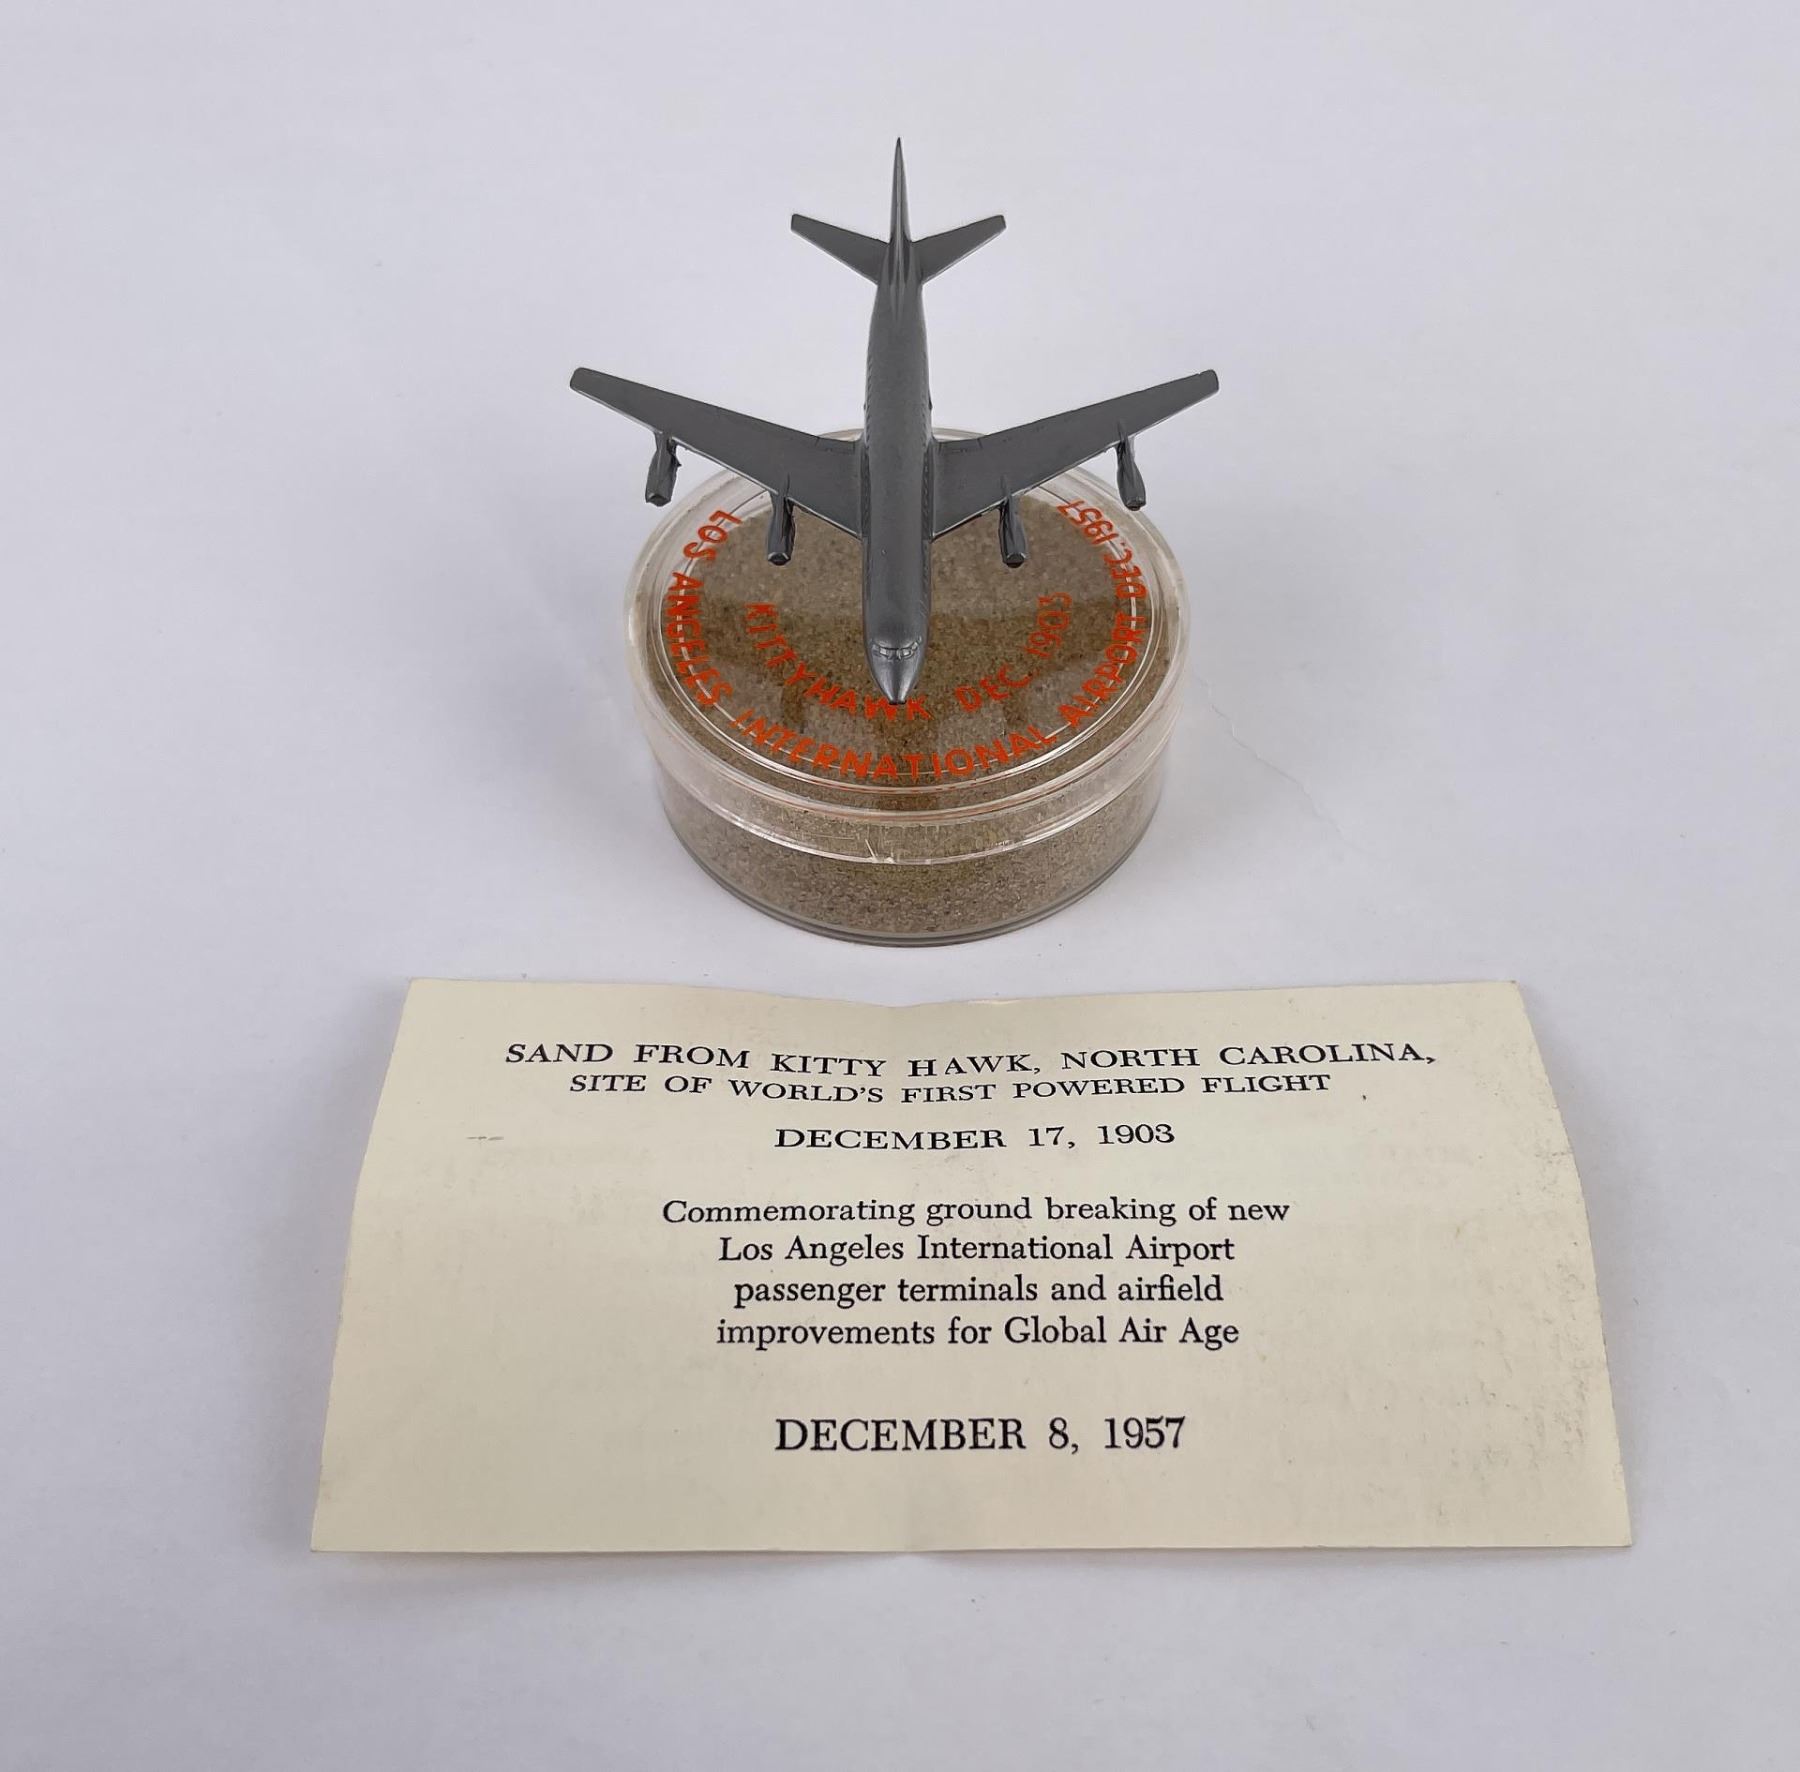 LOS ANGELES INTERNATIONAL AIRPORT DEC. 1957
KITTYHAWK DEC. 1903
SAND FROM KITTY HAWK, NORTH CAROLINA,
SITE OF WORLD'S FIRST POWERED FLIGHT
DECEMBER 17, 1903
Commemorating ground breaking of new
Los Angeles International Airport
passenger terminals and airfield
improvements for Global Air Age
DECEMBER 8, 1957